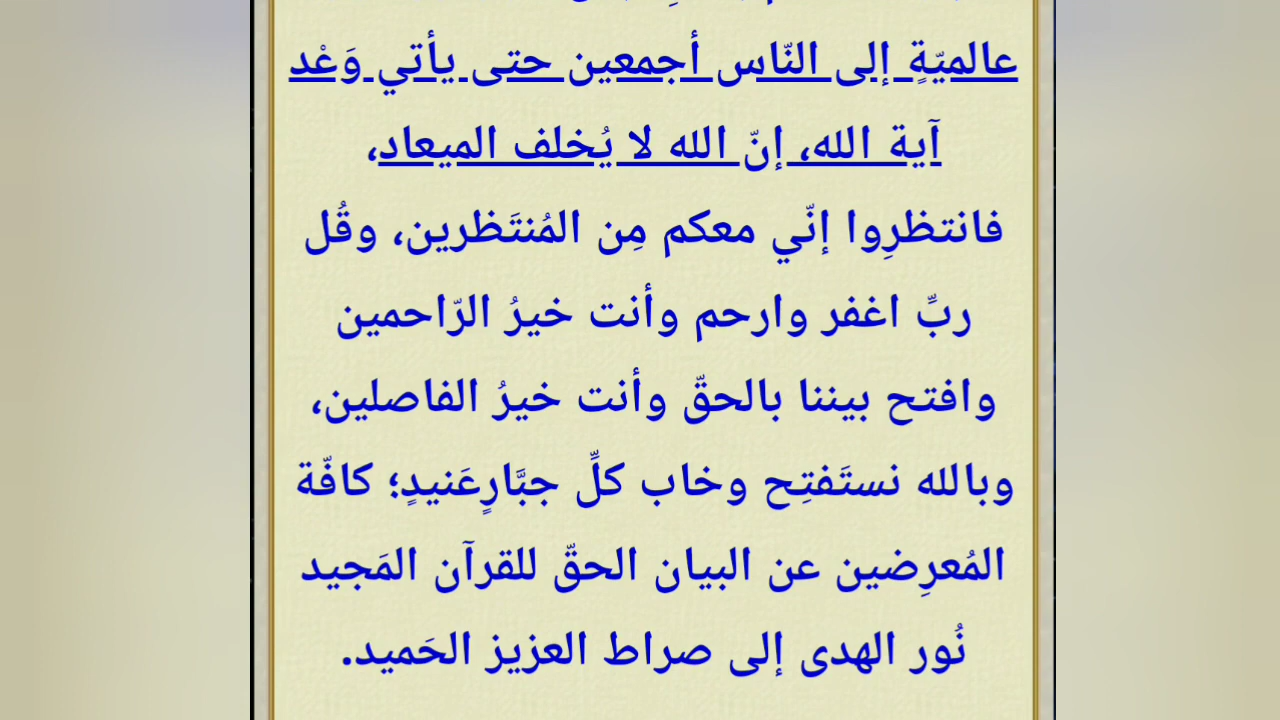 عالميّةٍ إلى النّاس أجمعين حتى يأتي وَعْد
آية الله، إنّ الله لا يُخلف الميعاد،
فانتظرِوا إنّي معكم مِن المُنتَظرين، وقُل
ربِّ اغفر وارحم وأنت خيرُ الرّاحمين
وافتح بيننا بالحقّ وأنت خيرُ الفاصلين،
وبالله نستَفتِح وخاب كلِّ جبَّارٍعَنيدٍ؛ كافّة
المُعرِضين عن البيان الحقّ للقرآن المَجيد
نُور الهدى إلى صراط العزيز الحَميد.